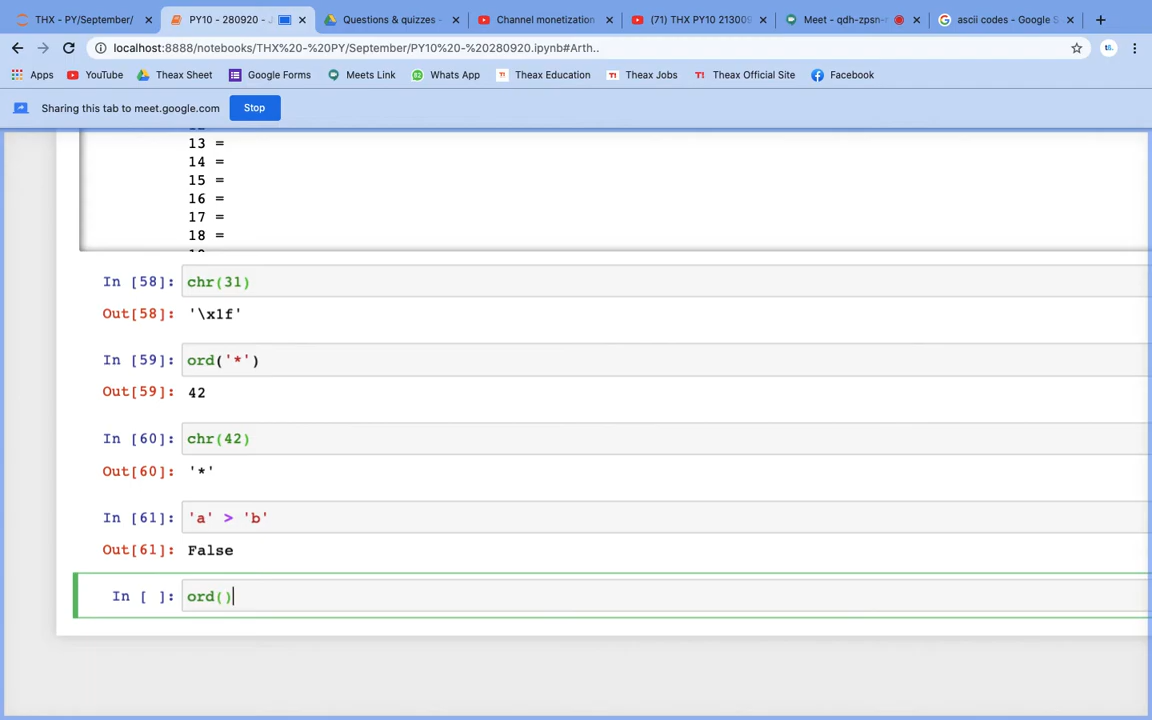 THX - PY/September/
PY10 - 280920 - J
Questions & quizzes -
Channel monetization
(71) THX PY10 213009
Meet - qdh-zpsn-r
ascii codes - Google S
localhost:8888/notebooks/THX%20-%20PY/September/PY10%20-%20280920.ipynb#Arth..
t8.
Apps
YouTube
Theax Sheet
Google Forms
Meets Link
Whats App
Theax Education
Theax Jobs
Theax Official Site
Facebook
Sharing this tab to meet.google.com
Stop
13 =
14 =
15 =
16 =
17 =
18 =
In [58]: chr(31)
Out[58]: '\x1f'
In [59]: ord('*')
Out[59]: 42
In [60]: chr(42)
Out[60]: '*'
In [61]: 'a' > 'b'
Out[61]: False
In [ ]: ord()